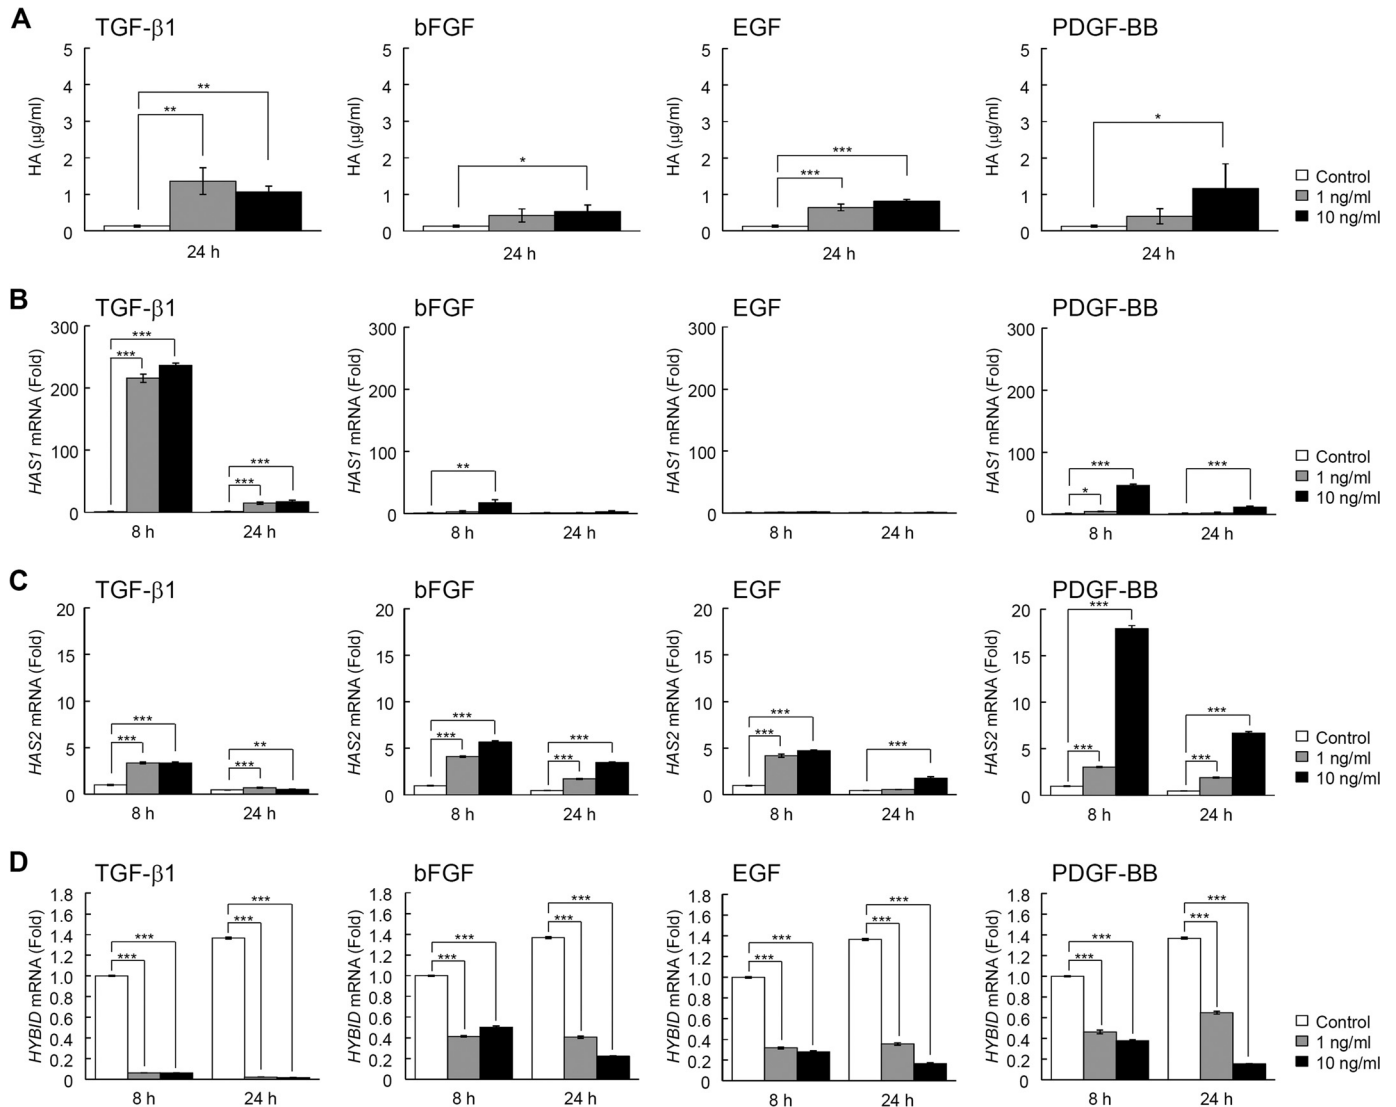 A TGF-β1 bFGF EGF PDGF-BB
HA (μg/ml) HA (μg/ml) HA (μg/ml) HA (μg/ml)
5 5 5 5
4 4 4 4
3 3 3 3
2 2 2 2
1 1 1 1
0 0 0 0
** ** * *** *** *
24 h 24 h 24 h 24 h
Control
1 ng/ml
10 ng/ml
B TGF-β1 bFGF EGF PDGF-BB
HAS1 mRNA (Fold) HAS1 mRNA (Fold) HAS1 mRNA (Fold) HAS1 mRNA (Fold)
300 300 300 300
200 200 200 200
100 100 100 100
0 0 0 0
*** *** *** *** ** *** * ***
8 h 24 h 8 h 24 h 8 h 24 h 8 h 24 h
Control
1 ng/ml
10 ng/ml
C TGF-β1 bFGF EGF PDGF-BB
HAS2 mRNA (Fold) HAS2 mRNA (Fold) HAS2 mRNA (Fold) HAS2 mRNA (Fold)
20 20 20 20
15 15 15 15
10 10 10 10
5 5 5 5
0 0 0 0
*** *** ** *** *** *** *** *** *** *** *** *** *** *** ***
8 h 24 h 8 h 24 h 8 h 24 h 8 h 24 h
Control
1 ng/ml
10 ng/ml
D TGF-β1 bFGF EGF PDGF-BB
HYBID mRNA (Fold) HYBID mRNA (Fold) HYBID mRNA (Fold) HYBID mRNA (Fold)
1.8 1.8 1.8 1.8
1.6 1.6 1.6 1.6
1.4 1.4 1.4 1.4
1.2 1.2 1.2 1.2
1.0 1.0 1.0 1.0
0.8 0.8 0.8 0.8
0.6 0.6 0.6 0.6
0.4 0.4 0.4 0.4
0.2 0.2 0.2 0.2
0 0 0 0
*** *** *** *** *** *** *** *** *** *** *** *** *** *** *** ***
8 h 24 h 8 h 24 h 8 h 24 h 8 h 24 h
Control
1 ng/ml
10 ng/ml